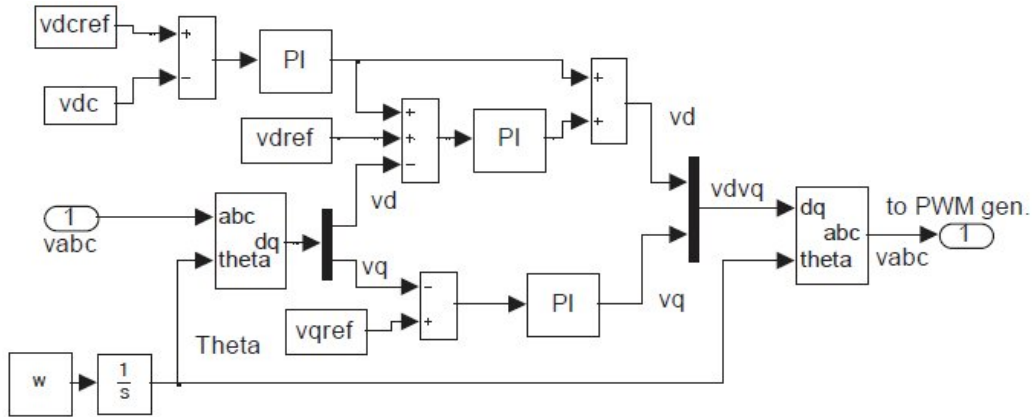 vdcref
+
−
PI
vdc
+
+
vd
vdref
+
+
−
PI
vd
vdvq
1
vabc
abc
theta
dq
vq
−
+
vqref
PI
vq
dq
theta
abc
to PWM gen.
1
vabc
Theta
w
1
s